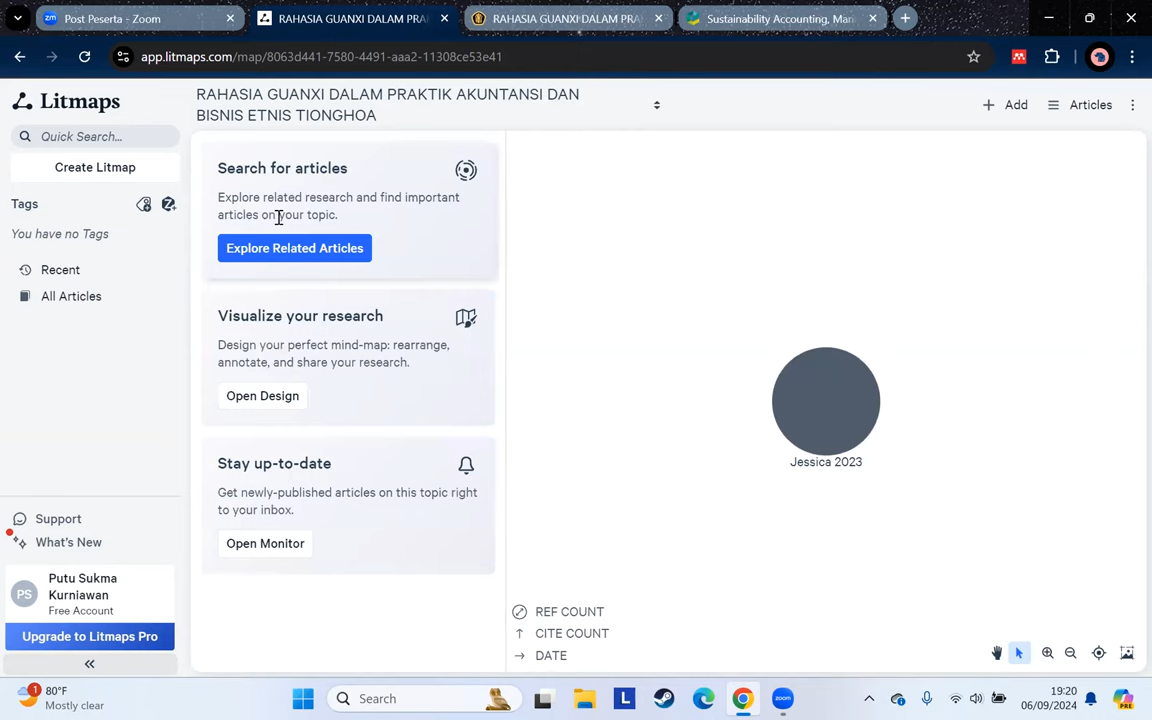 Post Peserta - Zoom
RAHASIA GUANXI DALAM PRA
RAHASIA GUANXI DALAM PRA
Sustainability Accounting, Man
app.litmaps.com/map/8063d441-7580-4491-aaa2-11308ce53e41
Litmaps
Quick Search...
Create Litmap
Tags
You have no Tags
Recent
All Articles
Support
What's New
PS
Putu Sukma
Kurniawan
Free Account
Upgrade to Litmaps Pro
RAHASIA GUANXI DALAM PRAKTIK AKUNTANSI DAN
BISNIS ETNIS TIONGHOA
Add
Articles
Search for articles
Explore related research and find important
articles on your topic.
Explore Related Articles
Visualize your research
Design your perfect mind-map: rearrange,
annotate, and share your research.
Open Design
Stay up-to-date
Get newly-published articles on this topic right
to your inbox.
Open Monitor
Jessica 2023
REF COUNT
CITE COUNT
DATE
1
80°F
Mostly clear
Search
L
zoom
19:20
06/09/2024
PRE